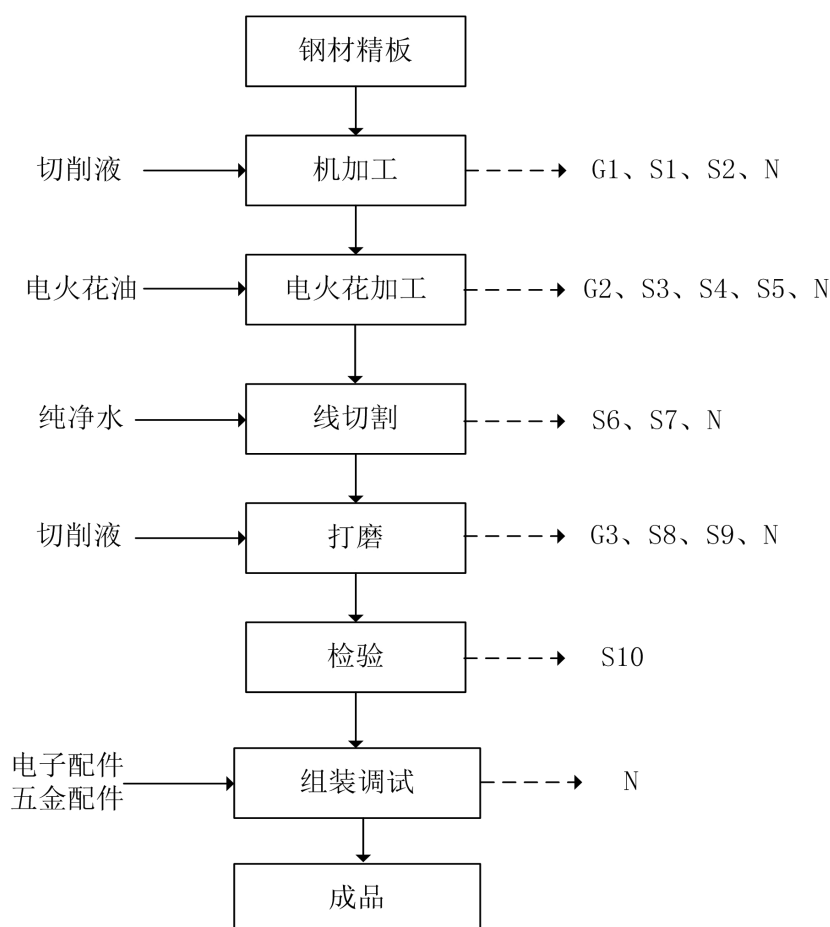 钢材精板
切削液
机加工
G1、S1、S2、N
电火花油
电火花加工
G2、S3、S4、S5、N
纯净水
线切割
S6、S7、N
切削液
打磨
G3、S8、S9、N
检验
S10
电子配件
五金配件
组装调试
N
成品